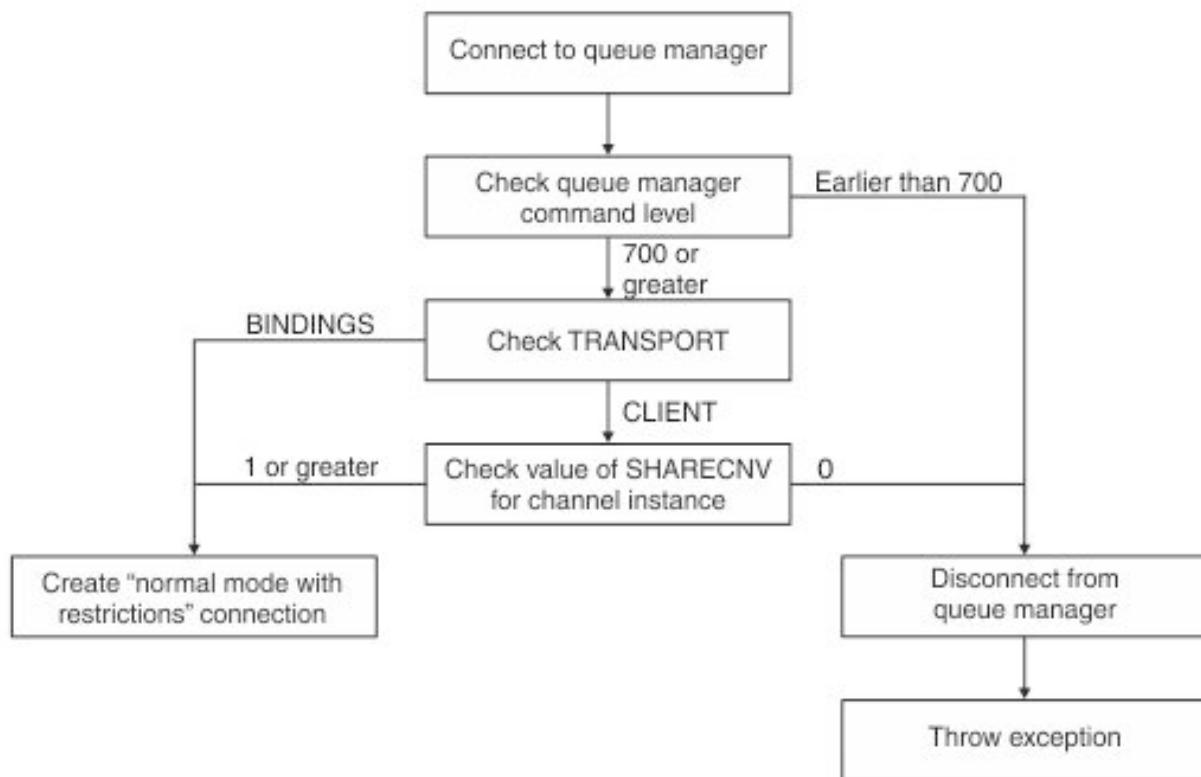 Connect to queue manager
Check queue manager
command level
Earlier than 700
700 or
greater
BINDINGS
Check TRANSPORT
CLIENT
1 or greater
Check value of SHARECNV
for channel instance
0
Create “normal mode with
restrictions” connection
Disconnect from
queue manager
Throw exception